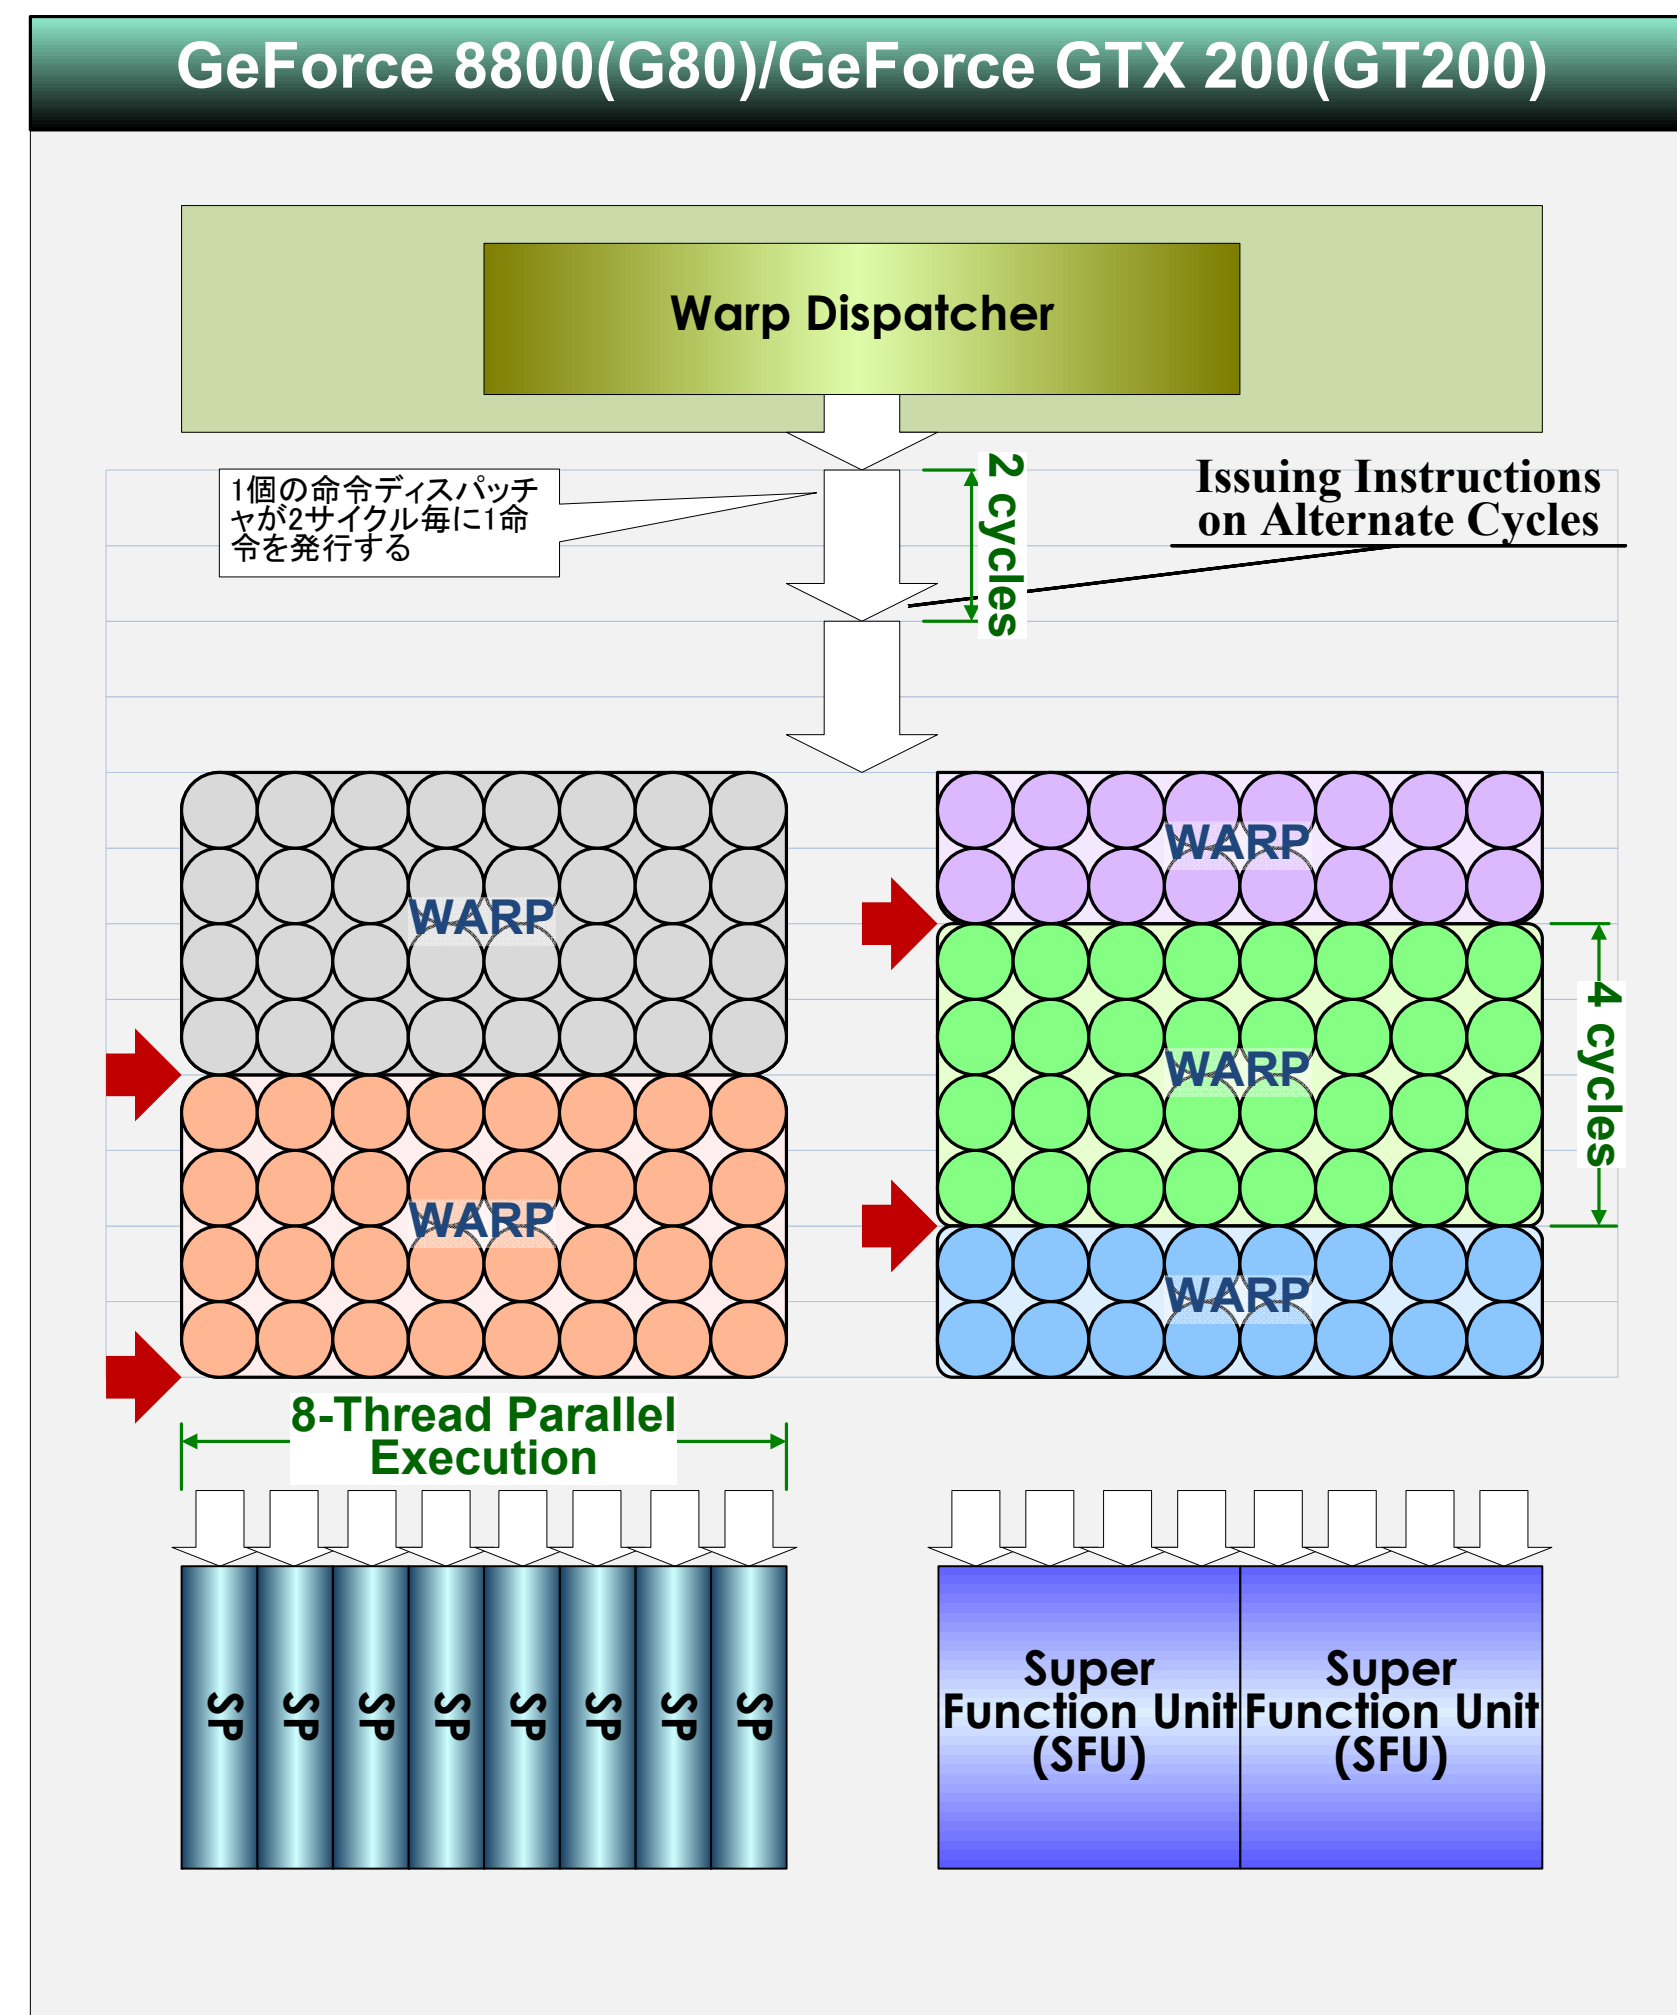 GeForce 8800(G80)/GeForce GTX 200(GT200)
Warp Dispatcher
1個の命令ディスパッチ
ャが2サイクル毎に1命
令を発行する
2 cycles
Issuing Instructions
on Alternate Cycles
WARP
WARP
WARP
WARP
WARP
4 cycles
8-Thread Parallel
Execution
SP
SP
SP
SP
SP
SP
SP
SP
Super
Function Unit
(SFU)
Super
Function Unit
(SFU)